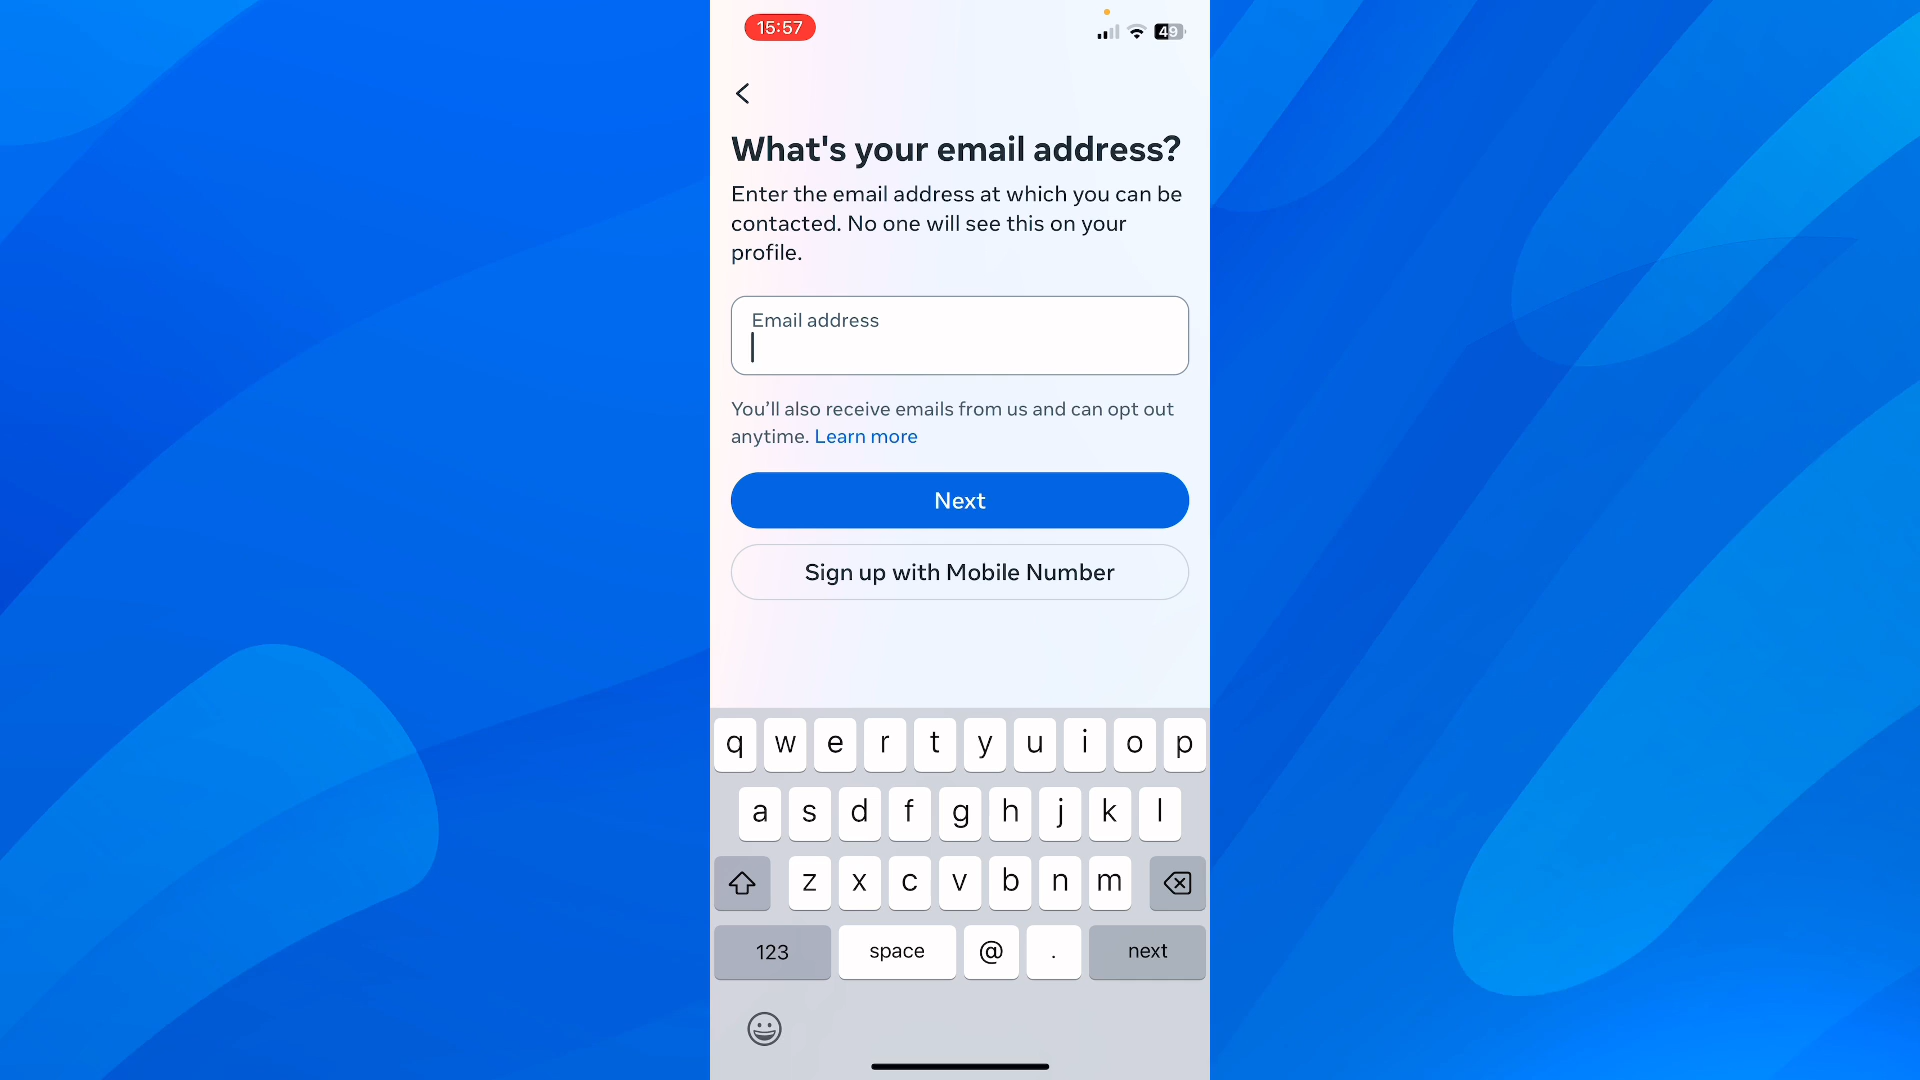 15:57
49
What's your email address?
Enter the email address at which you can be
contacted. No one will see this on your
profile.
Email address
You’ll also receive emails from us and can opt out
anytime. Learn more
Next
Sign up with Mobile Number
q w e r t y u i o p
a s d f g h j k l
z x c v b n m
123 space @ . next